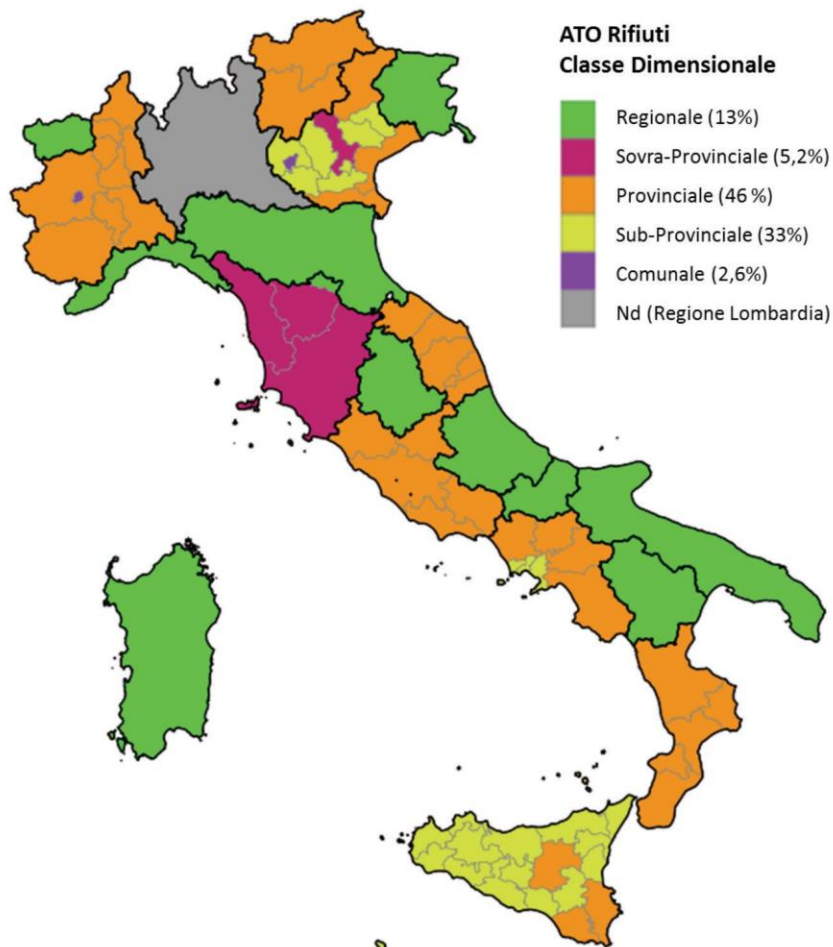 ATO Rifiuti
Classe Dimensionale
Regionale (13%)
Sovra-Provinciale (5,2%)
Provinciale (46 %)
Sub-Provinciale (33%)
Comunale (2,6%)
Nd (Regione Lombardia)